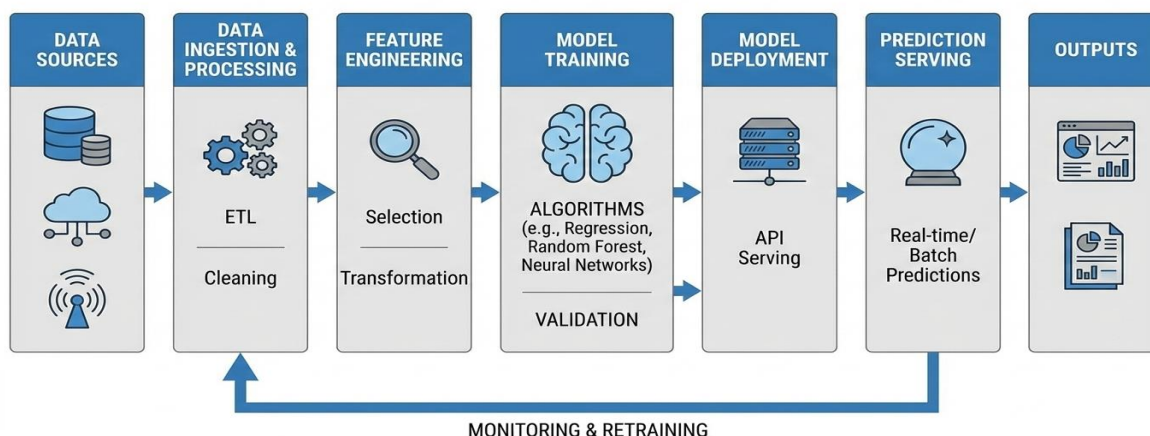 DATA
SOURCES
DATA
INGESTION &
PROCESSING
ETL
Cleaning
FEATURE
ENGINEERING
Selection
Transformation
MODEL
TRAINING
ALGORITHMS
(e.g., Regression,
Random Forest,
Neural Networks)
VALIDATION
MODEL
DEPLOYMENT
API
Serving
PREDICTION
SERVING
Real-time/
Batch
Predictions
OUTPUTS
MONITORING & RETRAINING